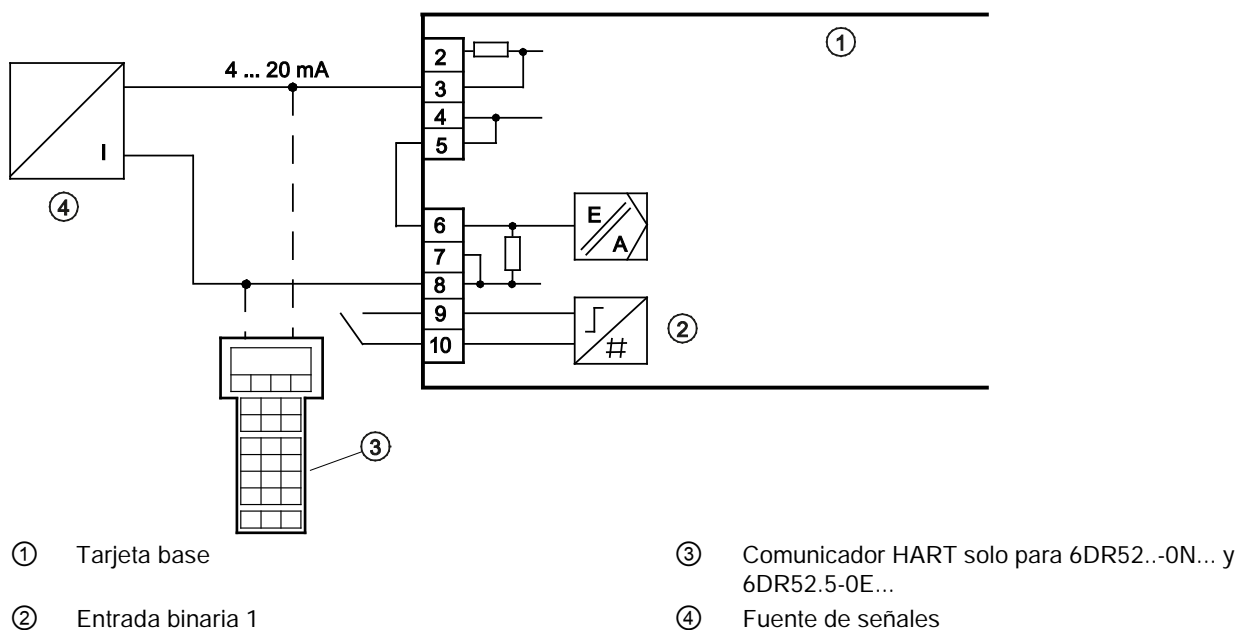 ①
2
4 ... 20 mA
3
4
5
I
④
6
E
A
7
8
9
②
10
#
③
① Tarjeta base
③ Comunicador HART solo para 6DR52..-0N... y
6DR52.5-0E...
② Entrada binaria 1
④ Fuente de señales